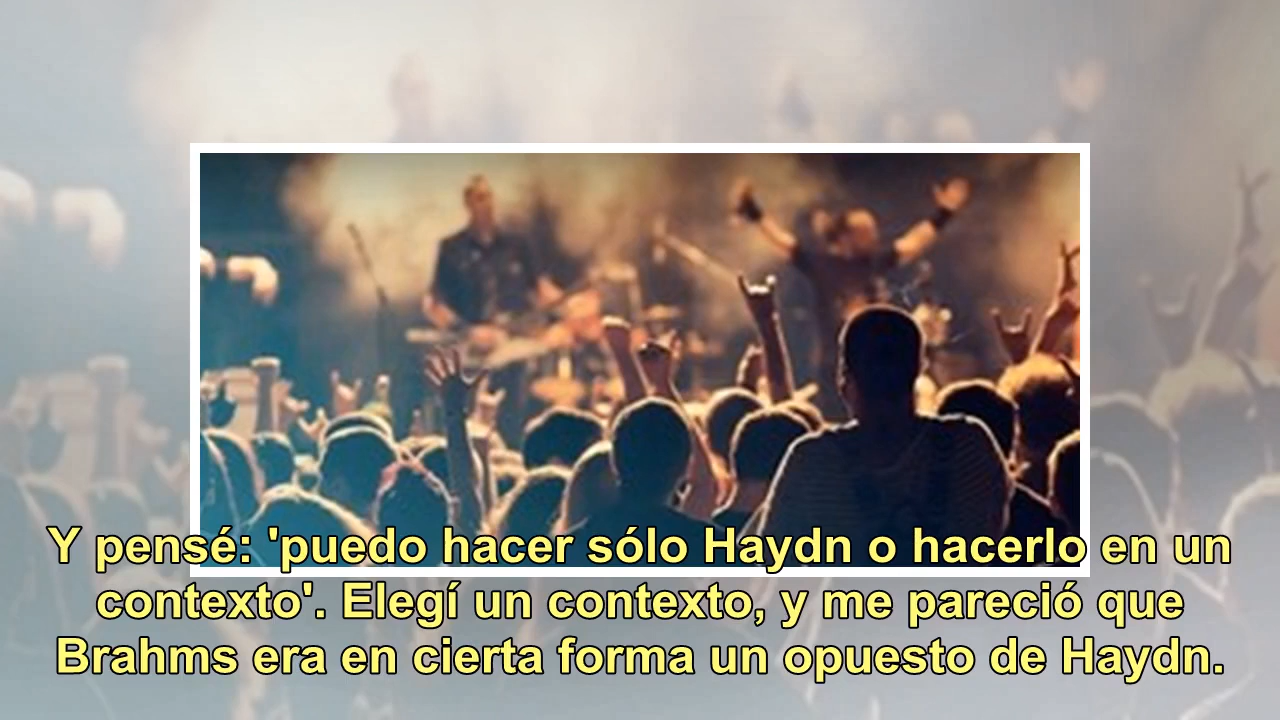 Y pensé: 'puedo hacer sólo Haydn o hacerlo en un
contexto'. Elegí un contexto, y me pareció que
Brahms era en cierta forma un opuesto de Haydn.